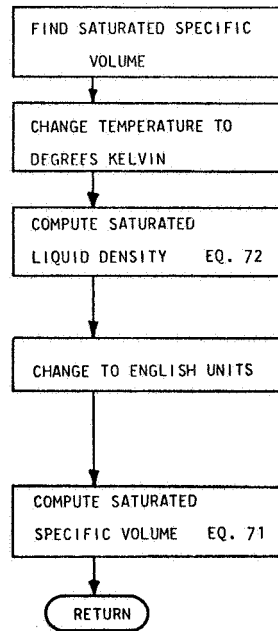 FIND SATURATED SPECIFIC
VOLUME
CHANGE TEMPERATURE TO
DEGREES KELVIN
COMPUTE SATURATED
LIQUID DENSITY EQ. 72
CHANGE TO ENGLISH UNITS
COMPUTE SATURATED
SPECIFIC VOLUME EQ. 71
RETURN